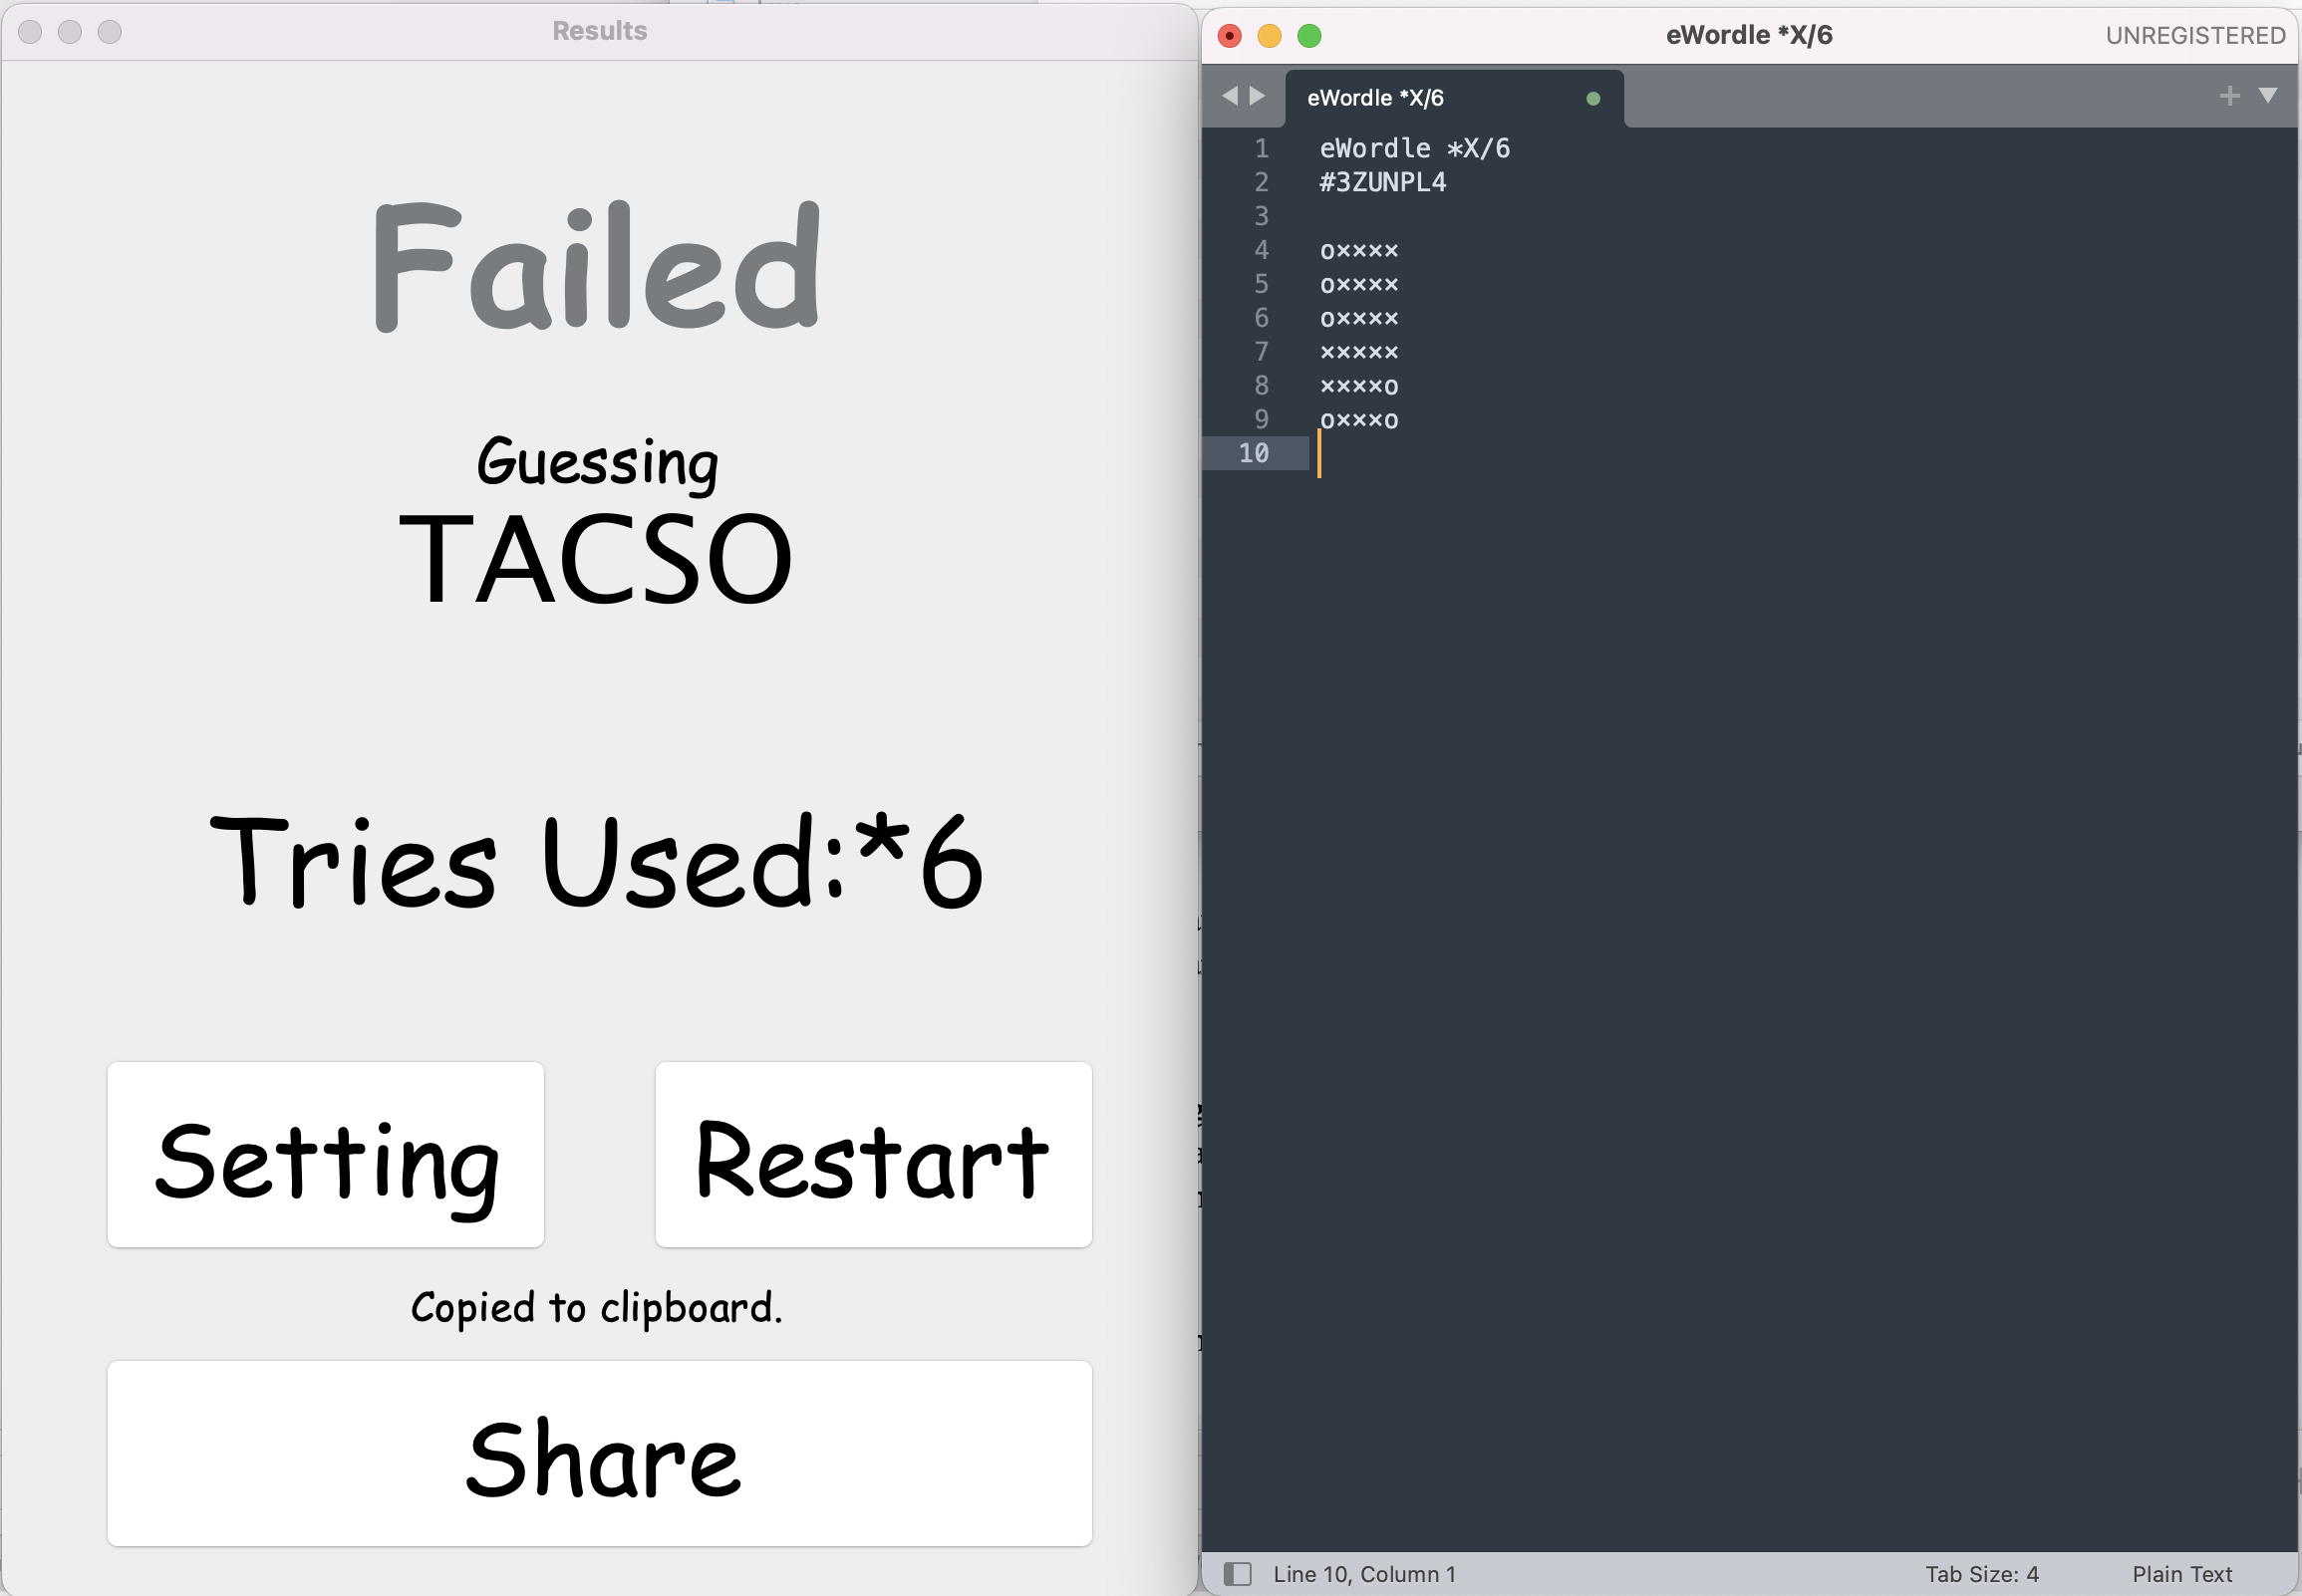 Results
Failed
Guessing
TACSO
Tries Used:*6
Setting
Restart
Copied to clipboard.
Share
eWordle *X/6
UNREGISTERED
eWordle *X/6
1 eWordle *X/6
2 #3ZUNPL4
3
4 o××××
5 o××××
6 o××××
7 ×××××
8 ××××o
9 o×××o
10
Line 10, Column 1
Tab Size: 4
Plain Text